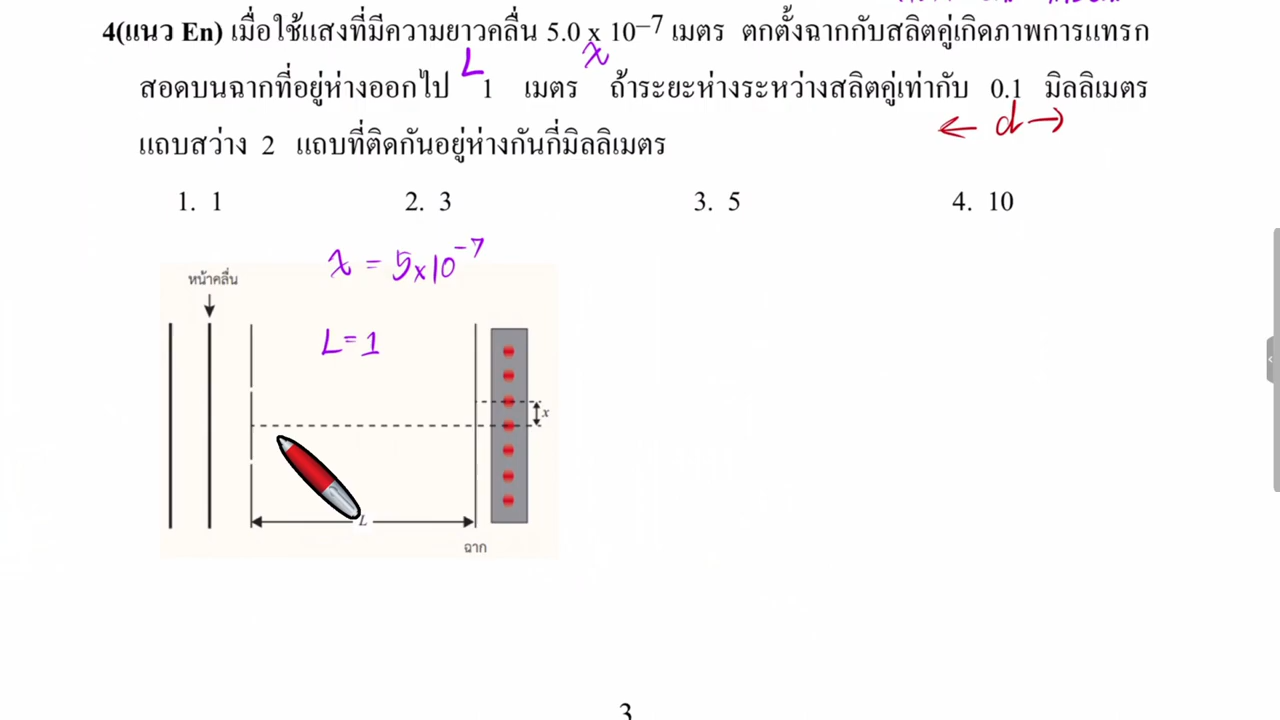 4(แนว En) เมื่อใช้แสงที่มีความยาวคลื่น 5.0 x 10⁻⁷ เมตร ตกตั้งฉากกับสลิตคู่เกิดภาพการแทรก
L λ
สอดบนฉากที่อยู่ห่างออกไป 1 เมตร ถ้าระยะห่างระหว่างสลิตคู่เท่ากับ 0.1 มิลลิเมตร
← d →
แถบสว่าง 2 แถบที่ติดกันอยู่ห่างกันกี่มิลลิเมตร
1. 1 2. 3 3. 5 4. 10
λ = 5x10⁻⁷
หน้าคลื่น
L = 1
x
L
ฉาก
3